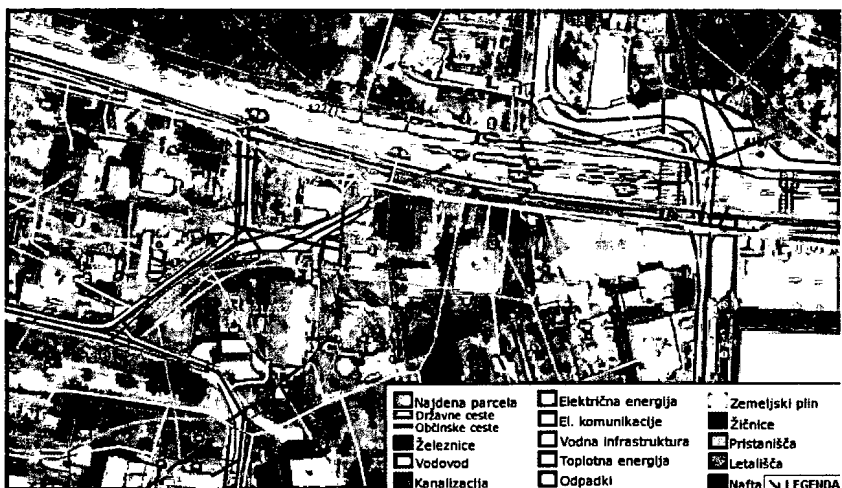 Najdena parcela
Državne ceste
Občinske ceste
Železnice
Vodovod
Kanalizacija
Električna energija
El. komunikacije
Vodna infrastruktura
Toplotna energija
Odpadki
Zemeljski plin
Žičnice
Pristanišča
Letališča
Nafta
LEGENDA